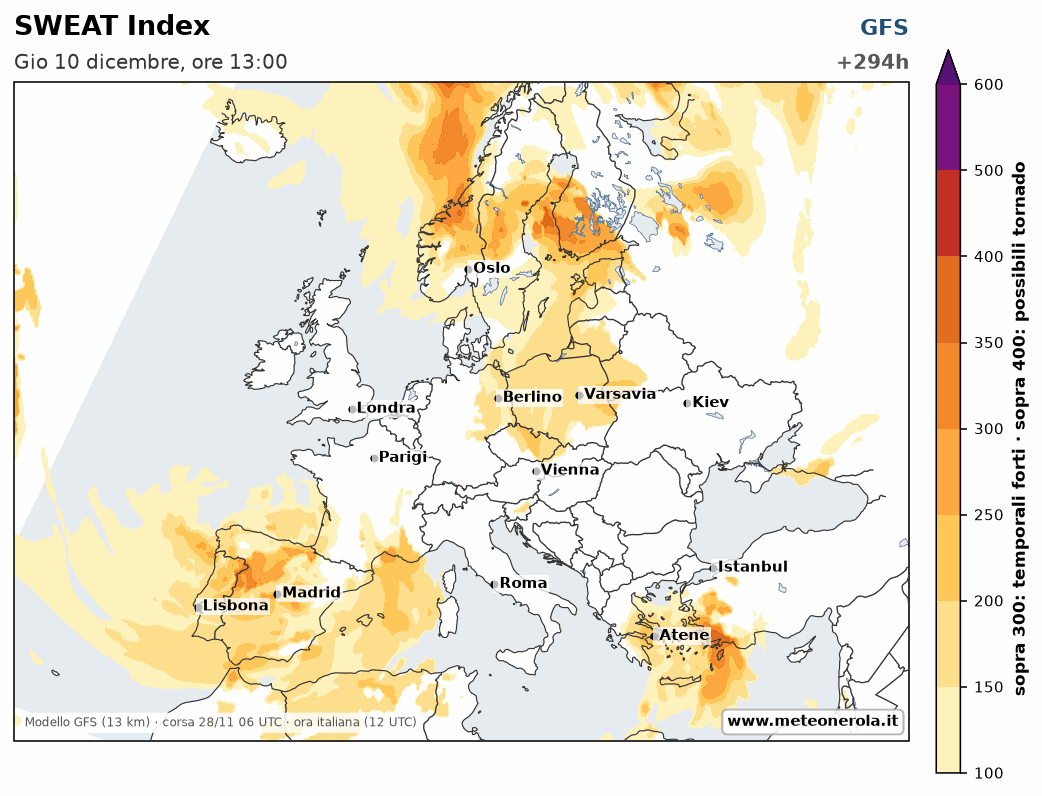 SWEAT Index
GFS
Gio 10 dicembre, ore 13:00
+294h
Oslo
Londra
Berlino
Varsavia
Kiev
Parigi
Vienna
Istanbul
Roma
Madrid
Lisbona
Atene
Modello GFS (13 km) · corsa 28/11 06 UTC · ora italiana (12 UTC)
www.meteonerola.it
600
500
400
350
300
250
200
150
100
sopra 300: temporali forti · sopra 400: possibili tornado